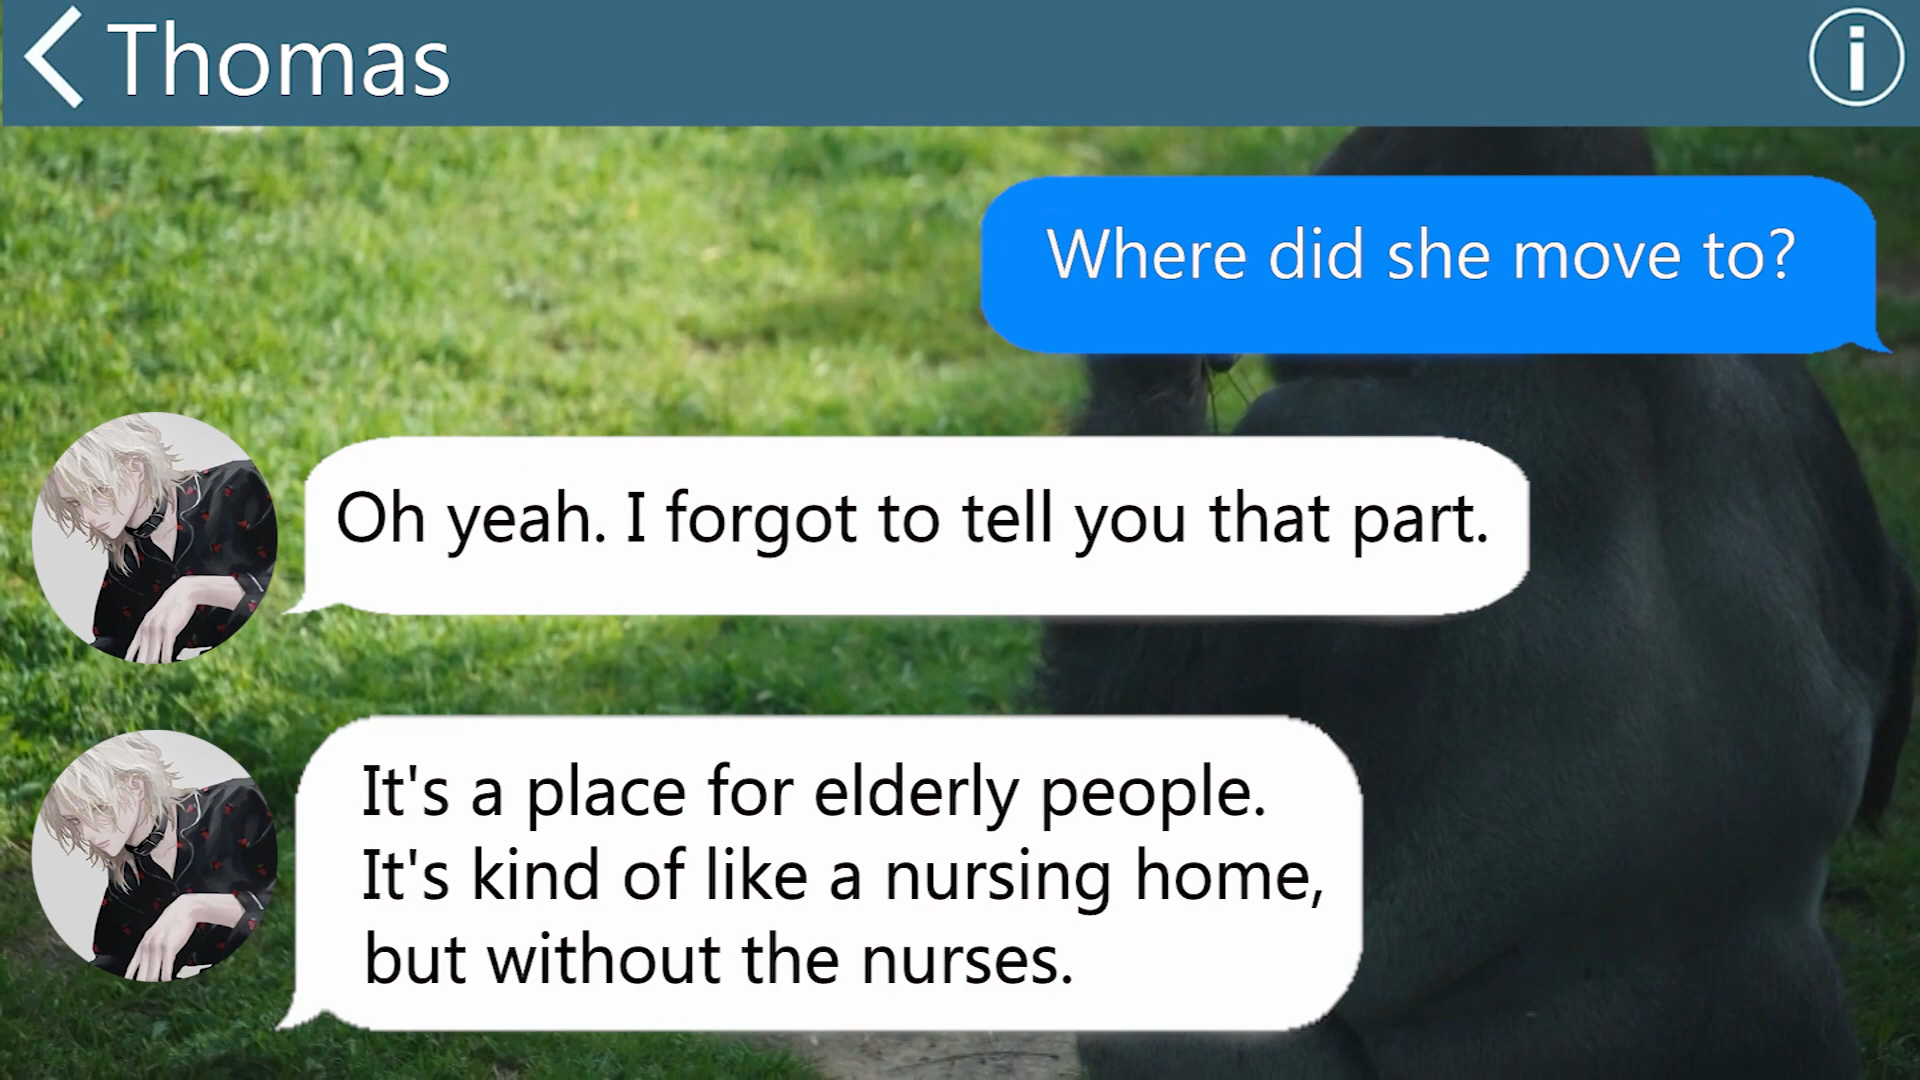 Thomas
Where did she move to?
Oh yeah. I forgot to tell you that part.
It's a place for elderly people.
It's kind of like a nursing home,
but without the nurses.